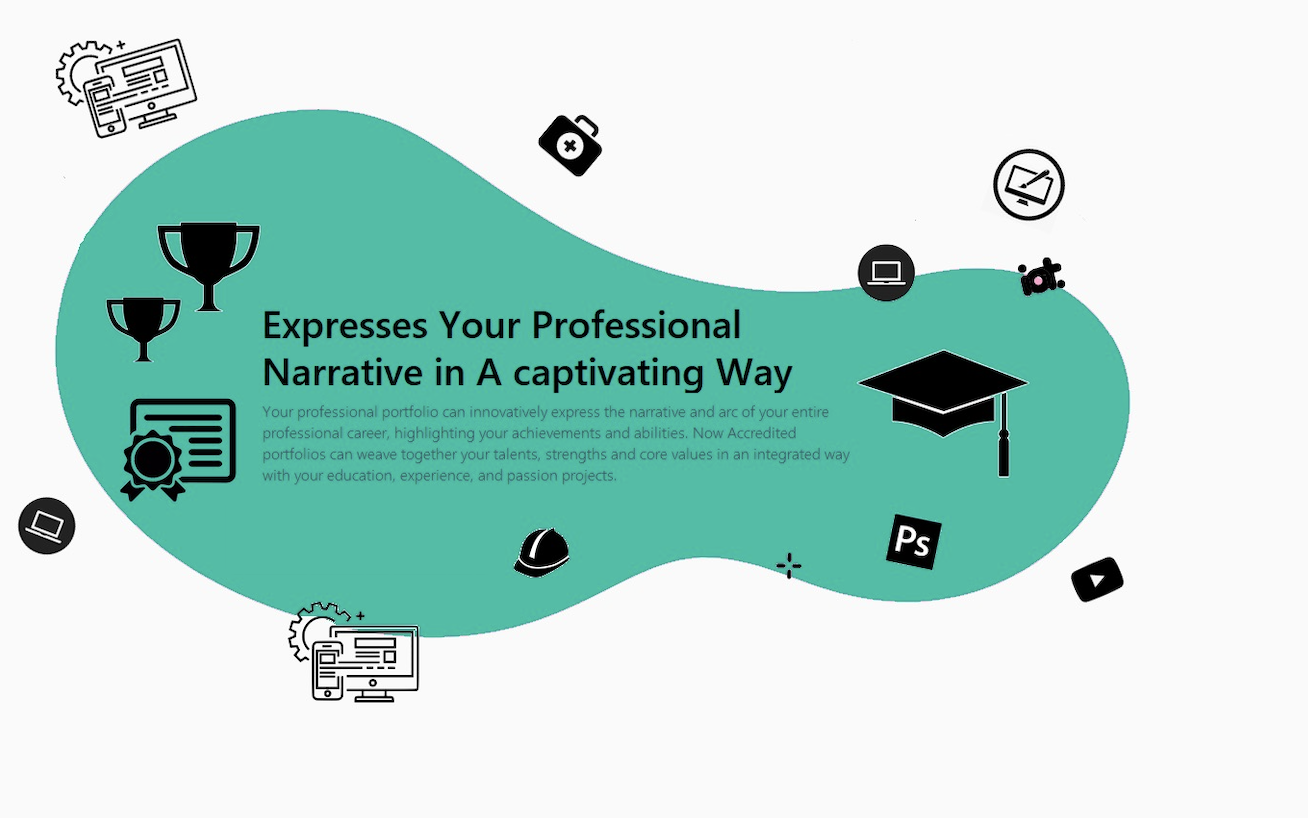 Expresses Your Professional
Narrative in A captivating Way
Your professional portfolio can innovatively express the narrative and arc of your entire
professional career, highlighting your achievements and abilities. Now Accredited
portfolios can weave together your talents, strengths and core values in an integrated way
with your education, experience, and passion projects.
Ps